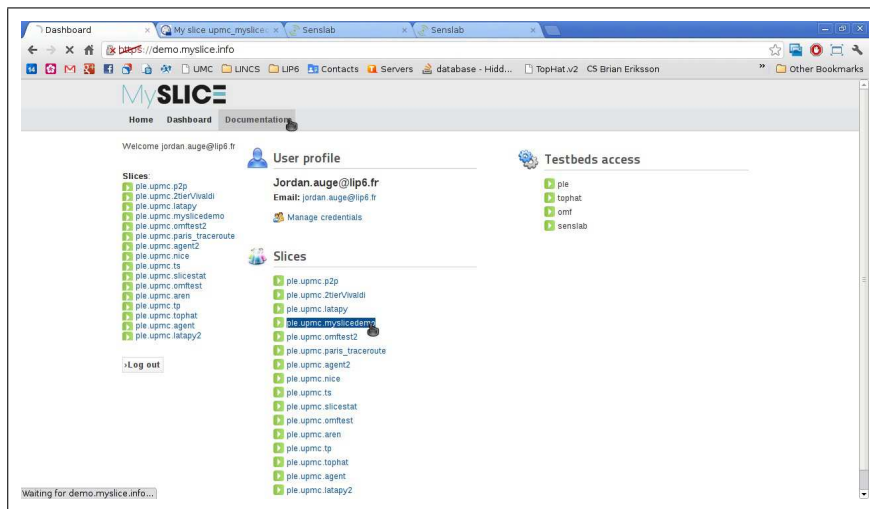 Dashboard
My slice upmc_myslice
Senslab
Senslab
https://demo.myslice.info
UMC
LINCS
LIP6
Contacts
Servers
database - Hidd...
TopHat.v2
CS Brian Eriksson
»
Other Bookmarks
MySLICE
Home Dashboard Documentation
Welcome jordan.auge@lip6.fr
Slices:
ple.upmc.p2p
ple.upmc.2tierVivaldi
ple.upmc.latapy
ple.upmc.myslicedemo
ple.upmc.omftest2
ple.upmc.paris_traceroute
ple.upmc.agent2
ple.upmc.nice
ple.upmc.ts
ple.upmc.slicestat
ple.upmc.omftest
ple.upmc.aren
ple.upmc.tp
ple.upmc.tophat
ple.upmc.agent
ple.upmc.latapy2
›Log out
User profile
Jordan.auge@lip6.fr
Email: jordan.auge@lip6.fr
Manage credentials
Slices
ple.upmc.p2p
ple.upmc.2tierVivaldi
ple.upmc.latapy
ple.upmc.myslicedemo
ple.upmc.omftest2
ple.upmc.paris_traceroute
ple.upmc.agent2
ple.upmc.nice
ple.upmc.ts
ple.upmc.slicestat
ple.upmc.omftest
ple.upmc.aren
ple.upmc.tp
ple.upmc.tophat
ple.upmc.agent
ple.upmc.latapy2
Testbeds access
ple
tophat
omf
senslab
Waiting for demo.myslice.info...